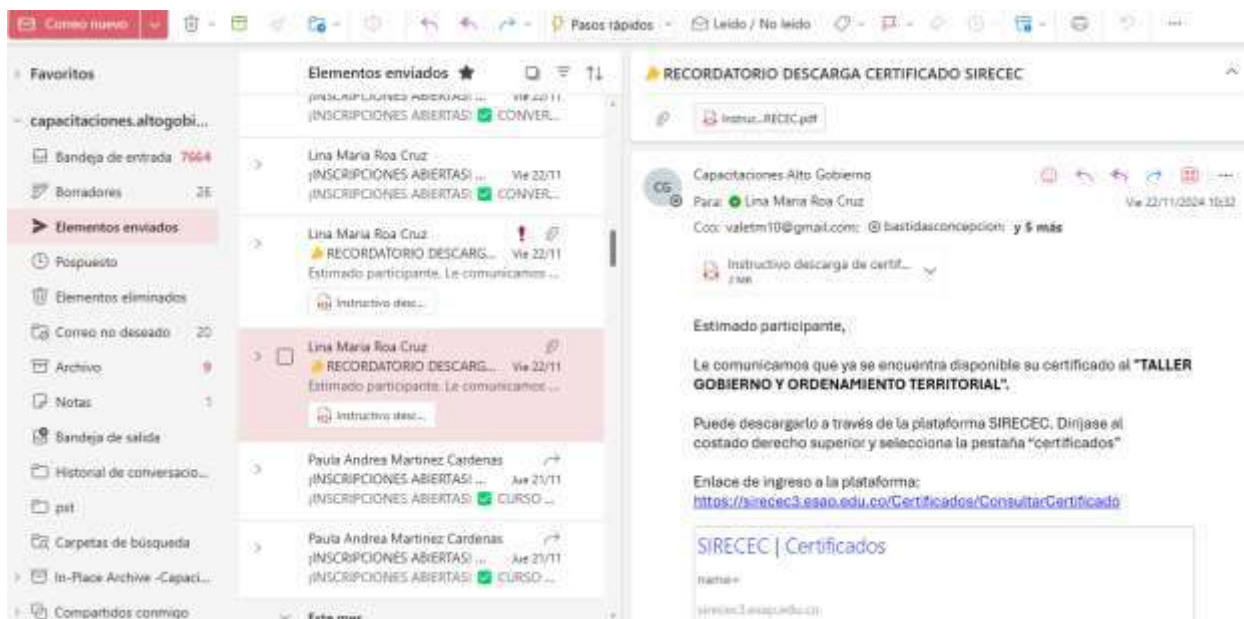 Correo nuevo
Pasos rápidos
Leído / No leído
Favoritos
capacitaciones.altogobi...
Bandeja de entrada 7664
Borradores 26
Elementos enviados
Pospuesto
Elementos eliminados
Correo no deseado 20
Archivo 9
Notas 1
Bandeja de salida
Historial de conversacio...
pst
Carpetas de búsqueda
In-Place Archive -Capaci...
Compartidos conmigo
Elementos enviados
¡INSCRIPCIONES ABIERTAS! ... Vie 22/11
¡INSCRIPCIONES ABIERTAS! ✅ CONVER...
Lina Maria Roa Cruz
¡INSCRIPCIONES ABIERTAS! ... Vie 22/11
¡INSCRIPCIONES ABIERTAS! ✅ CONVER...
Lina Maria Roa Cruz
RECORDATORIO DESCARG... Vie 22/11
Estimado participante, Le comunicamos ...
Instructivo desc...
Lina Maria Roa Cruz
RECORDATORIO DESCARG... Vie 22/11
Estimado participante, Le comunicamos ...
Instructivo desc...
Paula Andrea Martinez Cardenas
¡INSCRIPCIONES ABIERTAS! ... Jue 21/11
¡INSCRIPCIONES ABIERTAS! ✅ CURSO ...
Paula Andrea Martinez Cardenas
¡INSCRIPCIONES ABIERTAS! ... Jue 21/11
¡INSCRIPCIONES ABIERTAS! ✅ CURSO ...
Este mes
RECORDATORIO DESCARGA CERTIFICADO SIRECEC
Instruc...RECEC.pdf
CG
Capacitaciones Alto Gobierno
Para: Lina Maria Roa Cruz
Vie 22/11/2024 10:32
Cco: valetm10@gmail.com; bastidasconcepcion; y 5 más
Instructivo descarga de certif...
2 MB
Estimado participante,
Le comunicamos que ya se encuentra disponible su certificado al "TALLER
GOBIERNO Y ORDENAMIENTO TERRITORIAL".
Puede descargarlo a través de la plataforma SIRECEC. Dirijase al
costado derecho superior y selecciona la pestaña "certificados"
Enlace de ingreso a la plataforma:
https://sirecec3.esap.edu.co/Certificados/ConsultarCertificado
SIRECEC | Certificados
name=
sirecec3.esap.edu.co